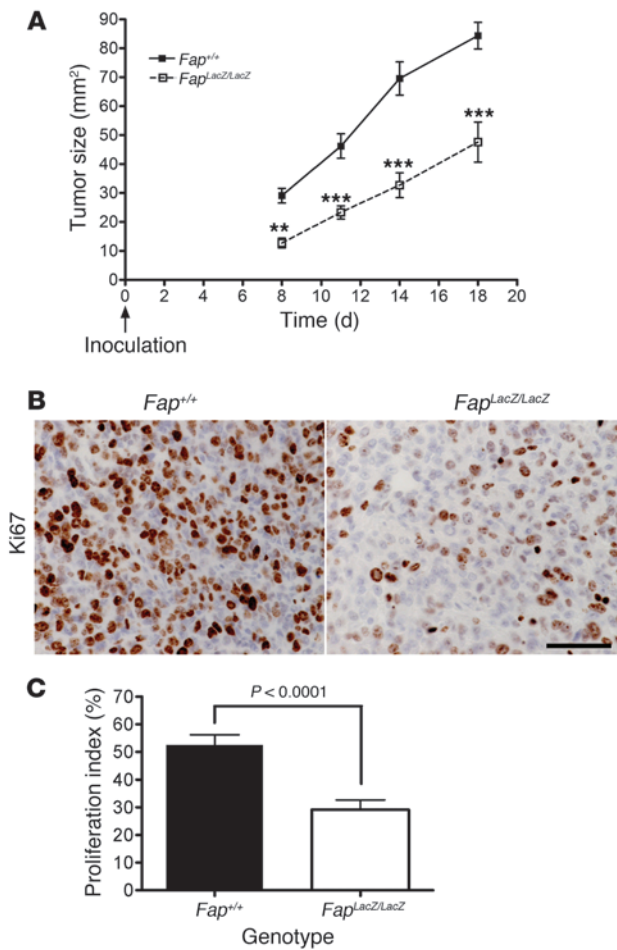 A
90
80
70
60
50
40
30
20
10
0
Tumor size (mm²)
Fap+/+
FapLacZ/LacZ
**
***
***
***
0 2 4 6 8 10 12 14 16 18 20
Time (d)
Inoculation
B
Fap+/+ FapLacZ/LacZ
Ki67
C
70
60
50
40
30
20
10
0
Proliferation index (%)
P < 0.0001
Fap+/+ FapLacZ/LacZ
Genotype